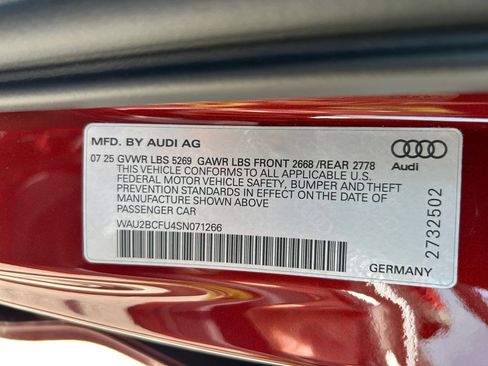 MFD. BY AUDI AG
07 25 GVWR LBS 5269 GAWR LBS FRONT 2668 /REAR 2778
THIS VEHICLE CONFORMS TO ALL APPLICABLE U.S.
FEDERAL MOTOR VEHICLE SAFETY, BUMPER AND THEFT
PREVENTION STANDARDS IN EFFECT ON THE DATE OF
MANUFACTURE SHOWN ABOVE
PASSENGER CAR
WAU2BCFU4SN071266
Audi
2732502
GERMANY